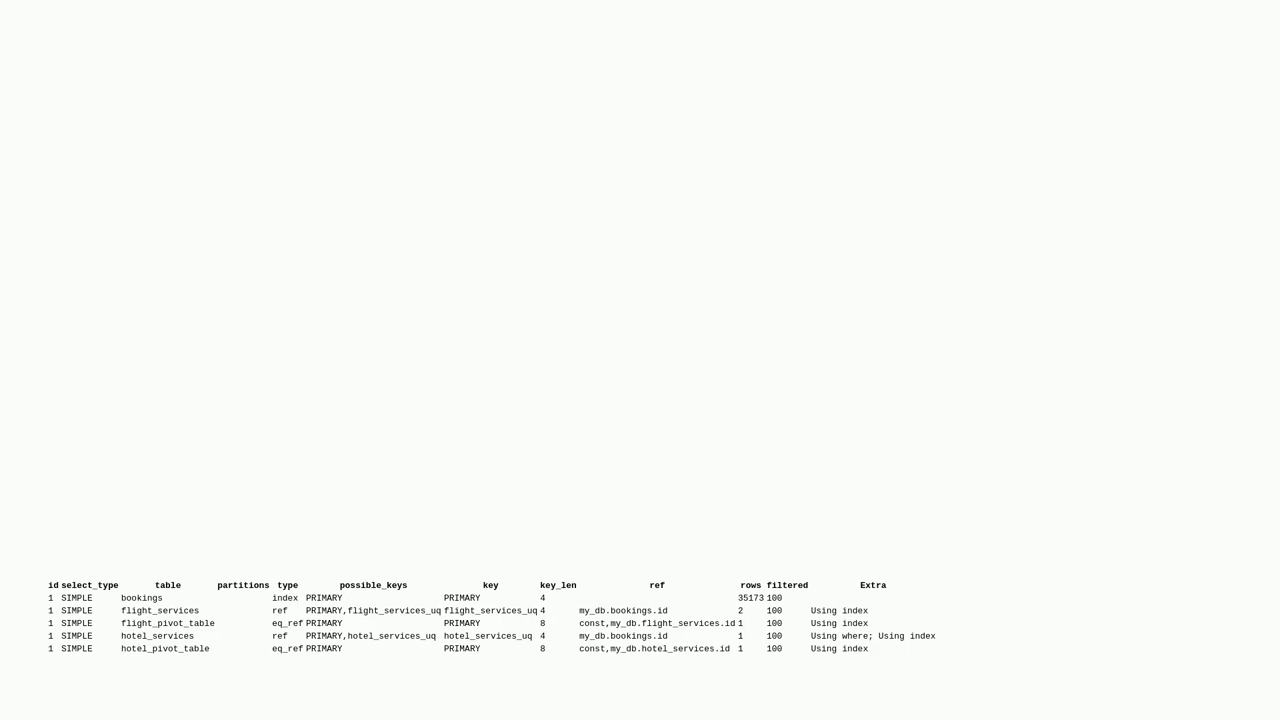 id select_type table partitions type possible_keys key key_len ref rows filtered Extra
1 SIMPLE bookings index PRIMARY PRIMARY 4 35173 100
1 SIMPLE flight_services ref PRIMARY,flight_services_uq flight_services_uq 4 my_db.bookings.id 2 100 Using index
1 SIMPLE flight_pivot_table eq_ref PRIMARY PRIMARY 8 const,my_db.flight_services.id 1 100 Using index
1 SIMPLE hotel_services ref PRIMARY,hotel_services_uq hotel_services_uq 4 my_db.bookings.id 1 100 Using where; Using index
1 SIMPLE hotel_pivot_table eq_ref PRIMARY PRIMARY 8 const,my_db.hotel_services.id 1 100 Using index